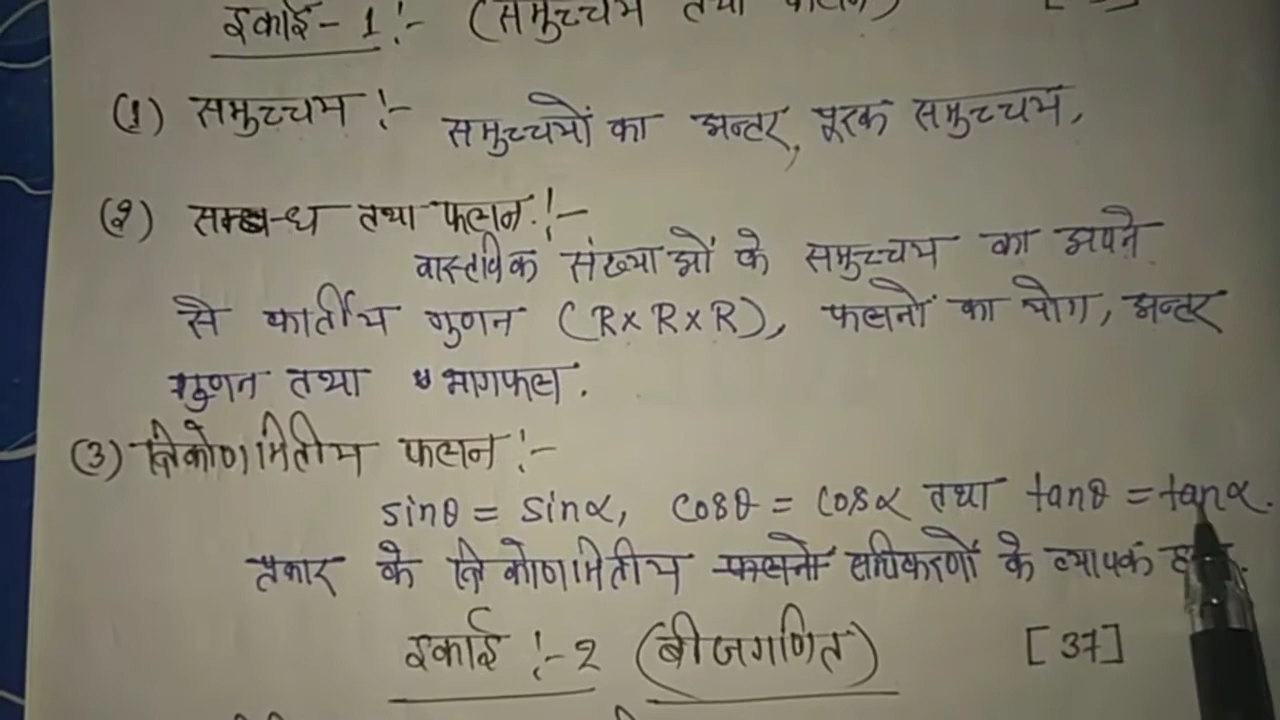 इकाई - 1 :- (समुच्चय तथा फलन)
(1) समुच्चय :- समुच्चयों का अन्तर, पूरक समुच्चय,
(2) सम्बन्ध तथा फलन :-
वास्तविक संख्याओं के समुच्चय का अपने
से कार्तीय गुणन (R×R×R), फलनों का योग, अन्तर
गुणन तथा भागफल.
(3) त्रिकोणमितीय फलन :-
sinθ = sinα, cosθ = cosα तथा tanθ = tanα.
प्रकार के त्रिकोणमितीय फलनो समिकरणों के व्यापक
इकाई :- 2 (बीजगणित) [37]